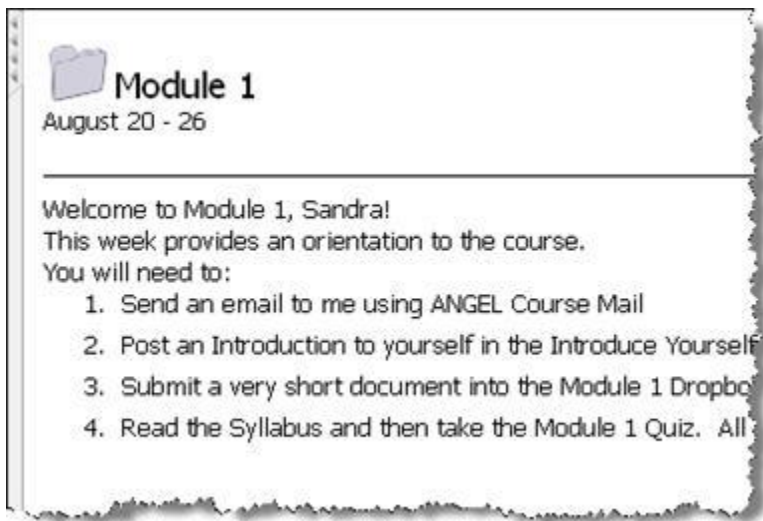 Module 1
August 20 - 26
Welcome to Module 1, Sandra!
This week provides an orientation to the course.
You will need to:
1. Send an email to me using ANGEL Course Mail
2. Post an Introduction to yourself in the Introduce Yourself
3. Submit a very short document into the Module 1
4. Read the Syllabus and then take the Module 1 Quiz. All